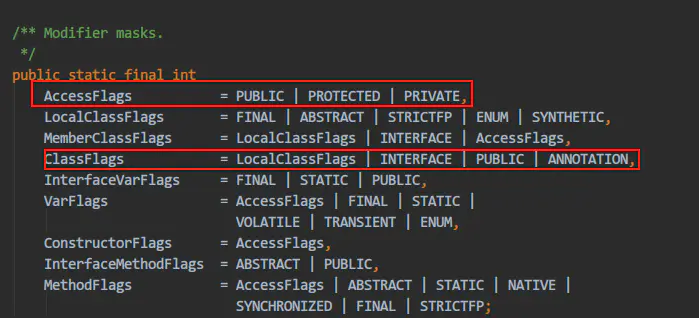 /** Modifier masks.
*/
public static final int
AccessFlags = PUBLIC | PROTECTED | PRIVATE,
LocalClassFlags = FINAL | ABSTRACT | STRICTFP | ENUM | SYNTHETIC,
MemberClassFlags = LocalClassFlags | INTERFACE | AccessFlags,
ClassFlags = LocalClassFlags | INTERFACE | PUBLIC | ANNOTATION,
InterfaceVarFlags = FINAL | STATIC | PUBLIC,
VarFlags = AccessFlags | FINAL | STATIC |
VOLATILE | TRANSIENT | ENUM,
ConstructorFlags = AccessFlags,
InterfaceMethodFlags = ABSTRACT | PUBLIC,
MethodFlags = AccessFlags | ABSTRACT | STATIC | NATIVE |
SYNCHRONIZED | FINAL | STRICTFP;